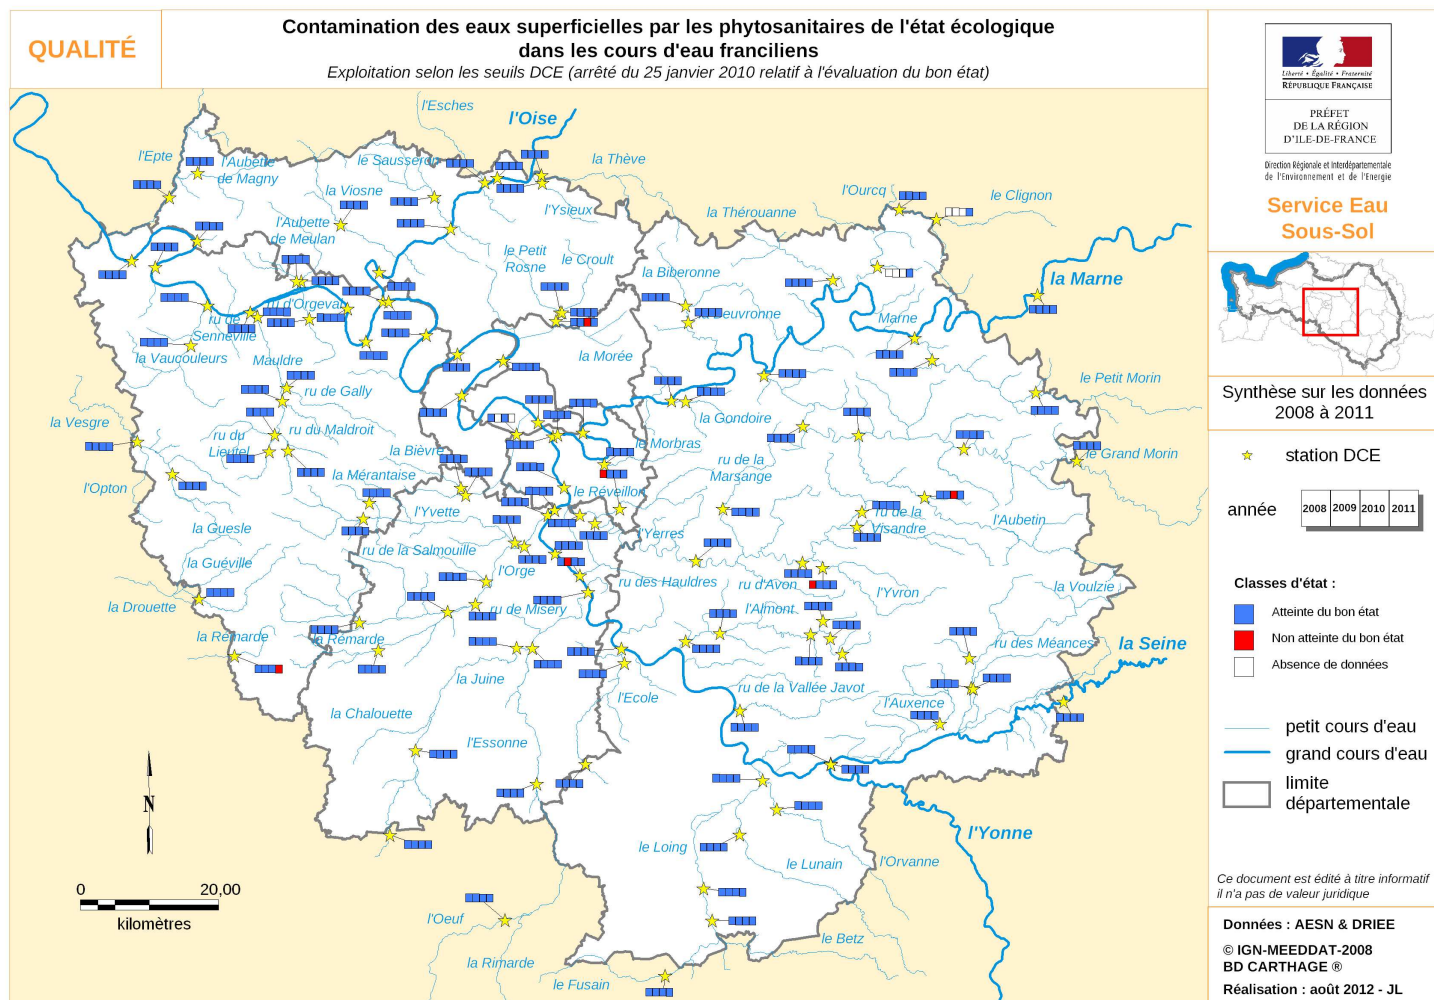 QUALITÉ
Contamination des eaux superficielles par les phytosanitaires de l'état écologique
dans les cours d'eau franciliens
Exploitation selon les seuils DCE (arrêté du 25 janvier 2010 relatif à l'évaluation du bon état)
Liberté • Égalité • Fraternité
RÉPUBLIQUE FRANÇAISE
PRÉFET
DE LA RÉGION
D'ILE-DE-FRANCE
Direction Régionale et Interdépartementale
de l'Environnement et de l'Energie
Service Eau
Sous-Sol
Synthèse sur les données
2008 à 2011
station DCE
année
2008
2009
2010
2011
Classes d'état :
Atteinte du bon état
Non atteinte du bon état
Absence de données
petit cours d'eau
grand cours d'eau
limite
départementale
Ce document est édité à titre informatif
il n'a pas de valeur juridique
Données : AESN & DRIEE
© IGN-MEEDDAT-2008
BD CARTHAGE ®
Réalisation : août 2012 - JL
l'Esches
l'Oise
l'Epte
l'Aubette
de Magny
le Sausseron
la Thève
la Viosne
l'Ysieux
l'Ourcq
le Clignon
la Thérouanne
l'Aubette
de Meulan
le Petit
Rosne
le Croult
la Biberonne
la Marne
ru d'Orgeval
ru de
Senneville
la Beuvronne
Marne
la Vaucouleurs
Mauldre
la Morée
ru de Gally
le Petit Morin
la Vesgre
ru du Maldroit
ru du
Lieutel
la Gondoire
la Bièvre
le Morbras
le Grand Morin
la Mérantaise
ru de la
Marsange
l'Opton
le Réveillon
l'Yvette
la Guesle
ru de la
Visandre
l'Aubetin
l'Yerres
ru de la Salmouille
la Guéville
l'Orge
ru des Hauldres
ru d'Avon
l'Yvron
la Voulzie
la Drouette
ru de Misery
l'Almont
la Rémarde
la Rémarde
ru des Méances
la Seine
la Juine
ru de la Vallée Javot
l'Ecole
l'Auxence
la Chalouette
l'Essonne
N
l'Yonne
le Loing
le Lunain
l'Orvanne
0
20,00
kilomètres
l'Oeuf
le Betz
la Rimarde
le Fusain